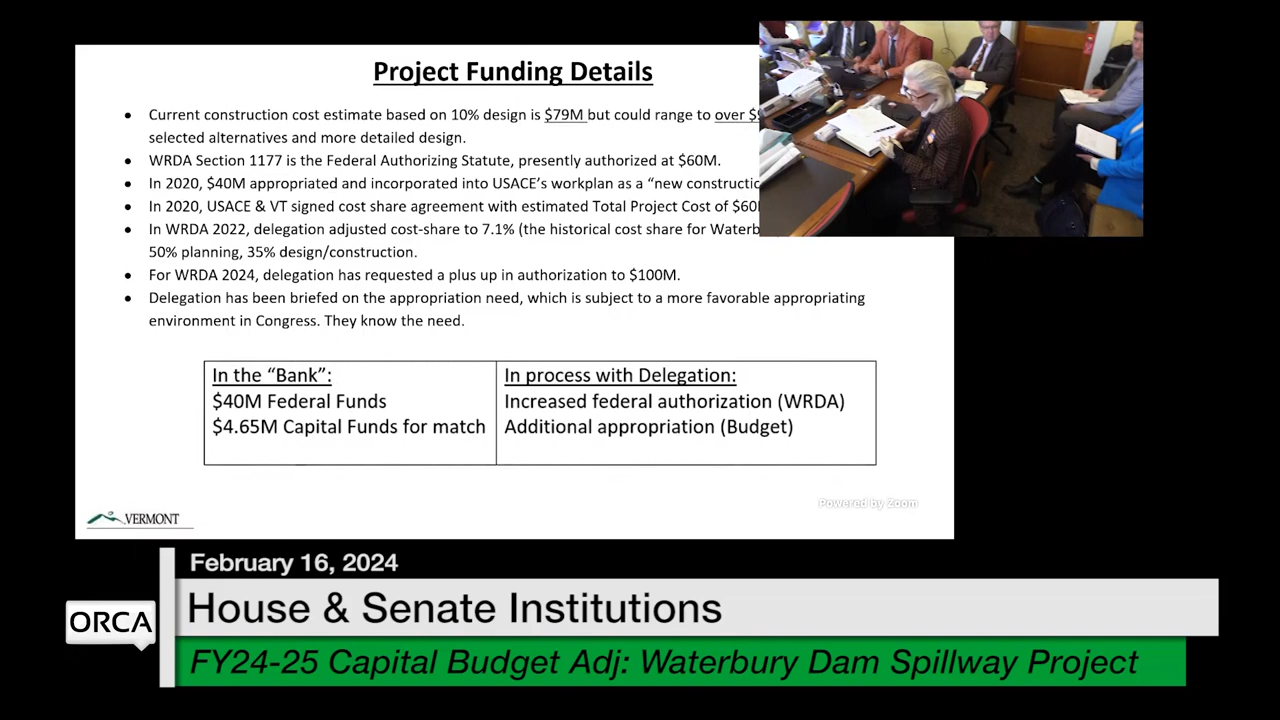 Project Funding Details
• Current construction cost estimate based on 10% design is $79M but could range to over
selected alternatives and more detailed design.
• WRDA Section 1177 is the Federal Authorizing Statute, presently authorized at $60M.
• In 2020, $40M appropriated and incorporated into USACE's workplan as a "new
• In 2020, USACE & VT signed cost share agreement with estimated Total Project Cost of
• In WRDA 2022, delegation adjusted cost-share to 7.1% (the historical cost share for
50% planning, 35% design/construction.
• For WRDA 2024, delegation has requested a plus up in authorization to $100M.
• Delegation has been briefed on the appropriation need, which is subject to a more favorable appropriating
environment in Congress. They know the need.
In the "Bank":
$40M Federal Funds
$4.65M Capital Funds for match
In process with Delegation:
Increased federal authorization (WRDA)
Additional appropriation (Budget)
Powered by Zoom
VERMONT
February 16, 2024
ORCA
House & Senate Institutions
FY24-25 Capital Budget Adj: Waterbury Dam Spillway Project